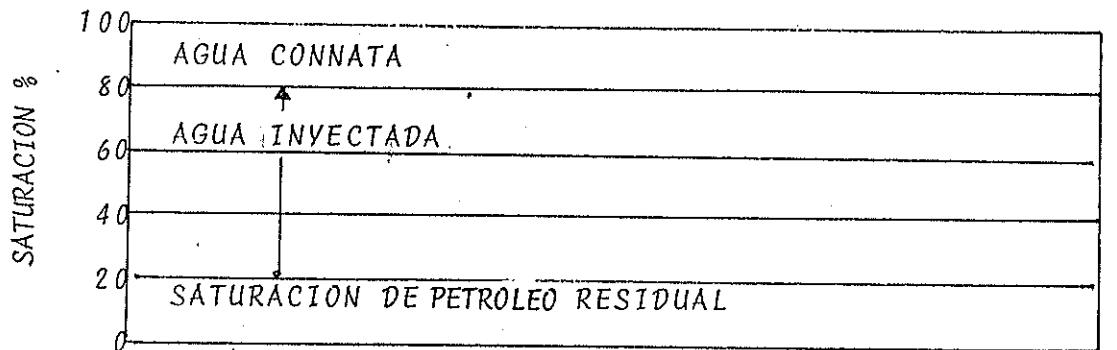 SATURACION %
100
AGUA CONNATA
80
AGUA INYECTADA
60
40
20
SATURACION DE PETROLEO RESIDUAL
0